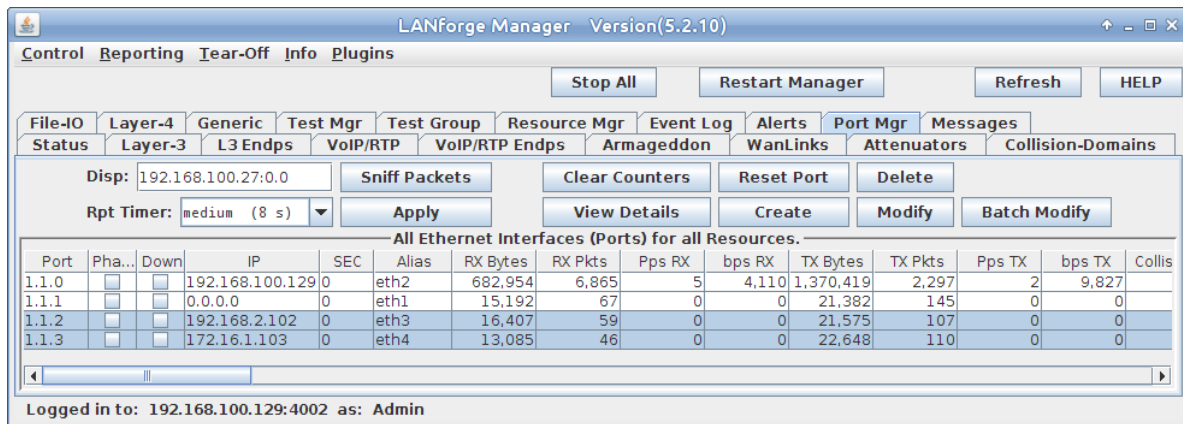 LANforge Manager Version(5.2.10)
Control Reporting Tear-Off Info Plugins
Stop All Restart Manager Refresh HELP
File-IO Layer-4 Generic Test Mgr Test Group Resource Mgr Event Log Alerts Port Mgr Messages
Status Layer-3 L3 Endps VoIP/RTP VoIP/RTP Endps Armageddon WanLinks Attenuators Collision-Domains
Disp: 192.168.100.27:0.0 Sniff Packets Clear Counters Reset Port Delete
Rpt Timer: medium (8 s) Apply View Details Create Modify Batch Modify
All Ethernet Interfaces (Ports) for all Resources.
Port Pha... Down IP SEC Alias RX Bytes RX Pkts Pps RX bps RX TX Bytes TX Pkts Pps TX bps TX Collis
1.1.0 192.168.100.129 0 eth2 682,954 6,865 5 4,110 1,370,419 2,297 2 9,827
1.1.1 0.0.0.0 0 eth1 15,192 67 0 0 21,382 145 0 0
1.1.2 192.168.2.102 0 eth3 16,407 59 0 0 21,575 107 0 0
1.1.3 172.16.1.103 0 eth4 13,085 46 0 0 22,648 110 0 0
Logged in to: 192.168.100.129:4002 as: Admin